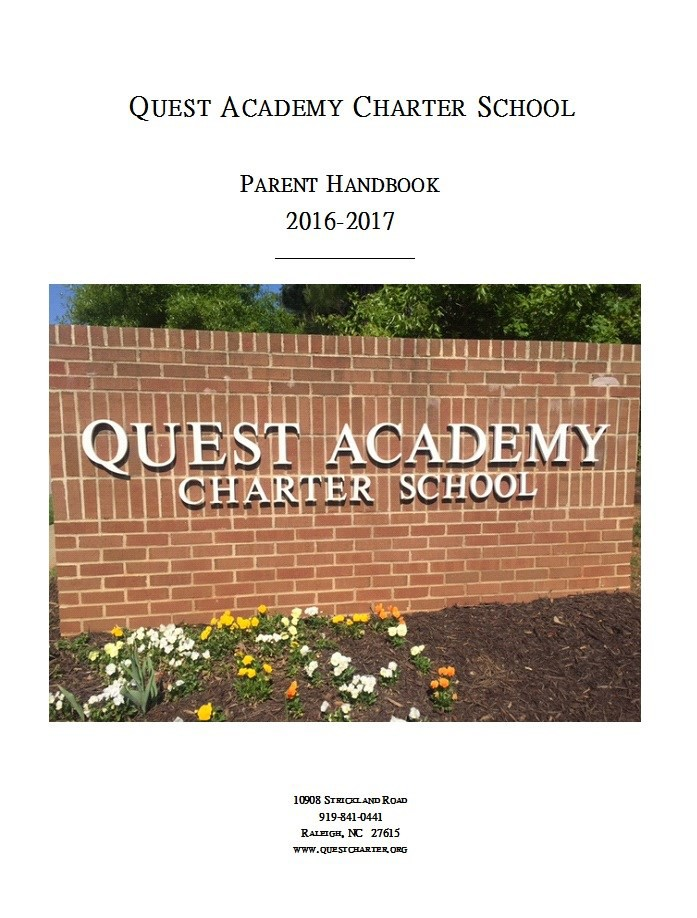 Quest Academy Charter School
Parent Handbook
2016-2017
QUEST ACADEMY
CHARTER SCHOOL
10908 Strickland Road
919-841-0441
Raleigh, NC 27615
www.questcharter.org